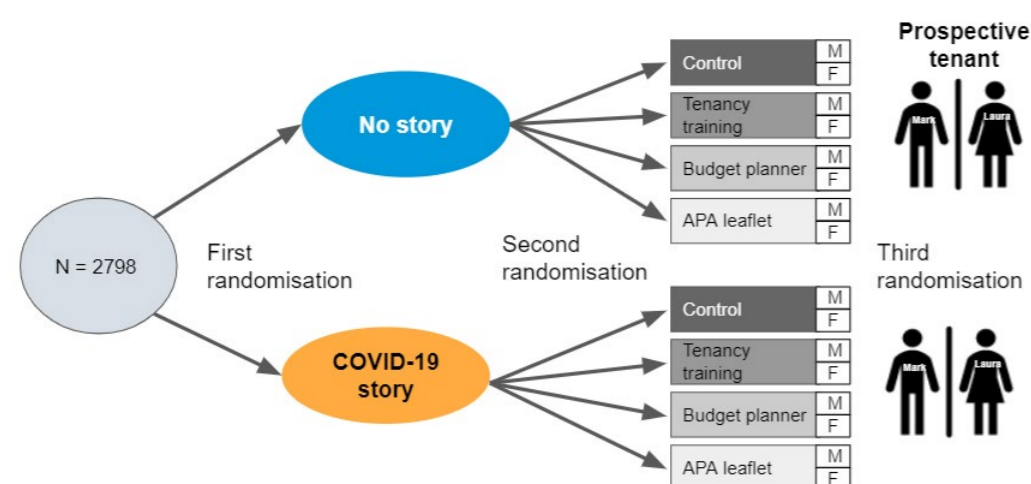 Prospective
tenant
Control
M
F
Mark
Laura
No story
Tenancy
training
M
F
Budget planner
M
F
APA leaflet
M
F
N = 2798
First
randomisation
Second
randomisation
Third
randomisation
COVID-19
story
Control
M
F
Tenancy
training
M
F
Mark
Laura
Budget planner
M
F
APA leaflet
M
F